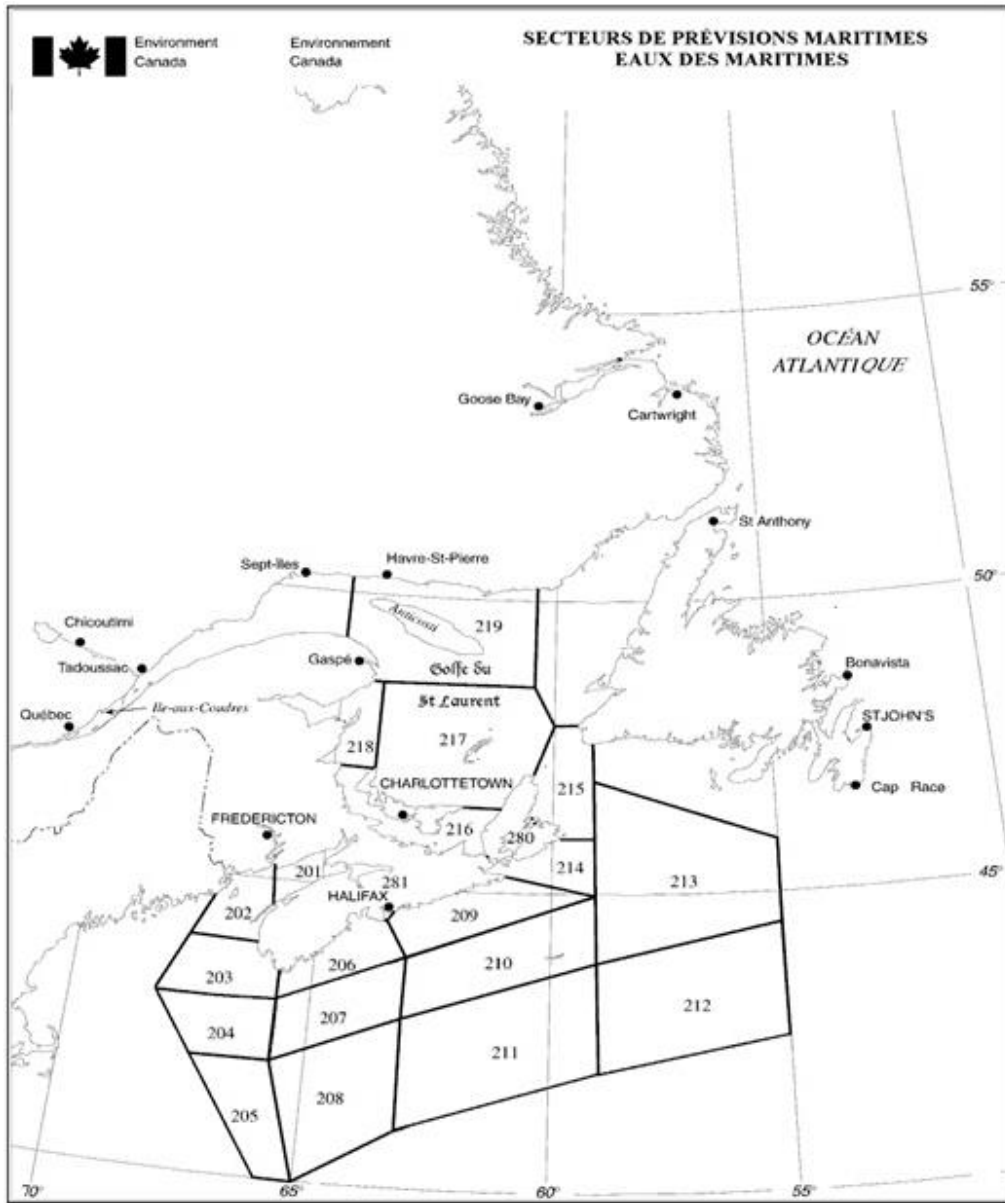 Environment
Canada
Environnement
Canada
SECTEURS DE PRÉVISIONS MARITIMES
EAUX DES MARITIMES
55°
OCÉAN
ATLANTIQUE
Goose Bay
Cartwright
St Anthony
Sept-Iles
Havre-St-Pierre
50°
Chicoutimi
Anticosti
219
Tadoussac
Gaspé
Golfe du
Bonavista
St Laurent
Québec
Ile-aux-Coudres
STJOHN'S
218
217
CHARLOTTETOWN
215
Cap Race
FREDERICTON
216
280
201
214
45°
281
213
HALIFAX
202
209
206
210
203
207
212
204
211
208
205
70°
65°
60°
55°